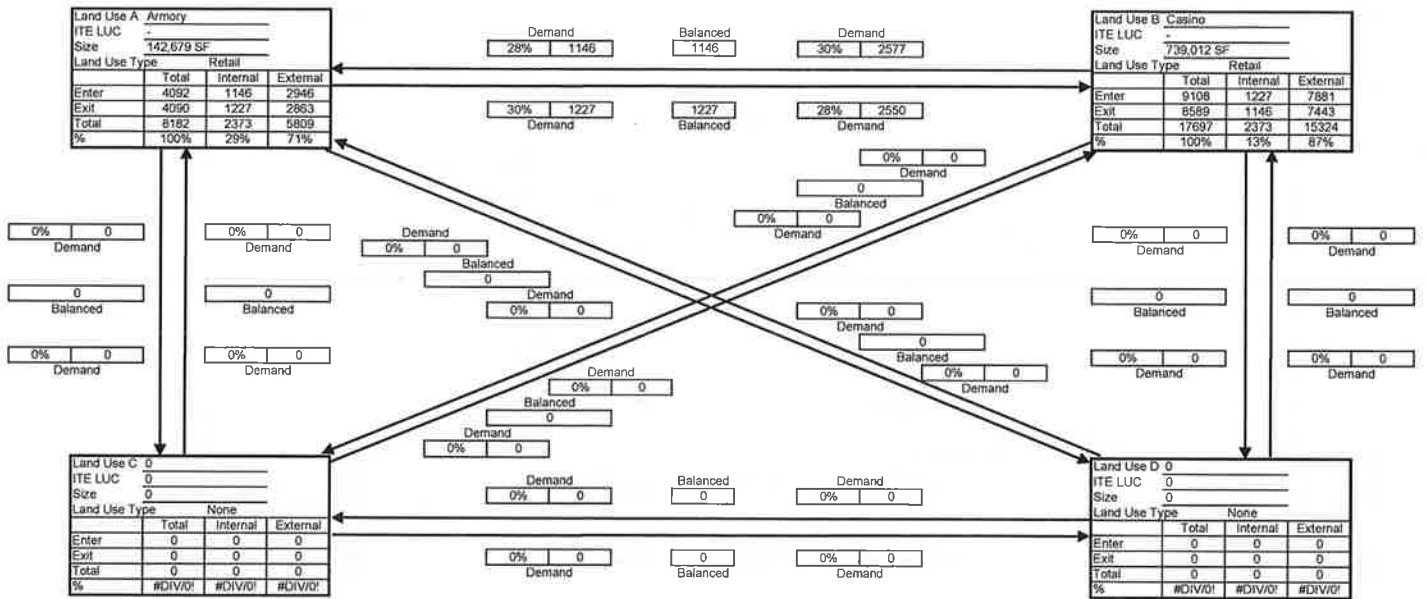 Land Use A Armory
ITE LUC -
Size 142,679 SF
Land Use Type Retail
Total Internal External
Enter 4092 1146 2946
Exit 4090 1227 2863
Total 8182 2373 5809
% 100% 29% 71%
Demand Balanced Demand
28% 1146 1146 30% 2577
30% 1227 1227 28% 2550
Demand Balanced Demand
Land Use B Casino
ITE LUC -
Size 739,012 SF
Land Use Type Retail
Total Internal External
Enter 9108 1227 7881
Exit 8589 1146 7443
Total 17697 2373 15324
% 100% 13% 87%
0% 0
Demand
0
Balanced
0% 0
Demand
0% 0
Demand
0
Balanced
0% 0
Demand
0% 0
Demand
0
Balanced
0% 0
Demand
Demand
0% 0
Balanced
0
Demand
0% 0
0% 0
Demand
0
Balanced
0% 0
Demand
Demand
0% 0
Balanced
0
Demand
0% 0
0% 0
Demand
0
Balanced
0% 0
Demand
0% 0
Demand
0
Balanced
0% 0
Demand
Land Use C 0
ITE LUC 0
Size 0
Land Use Type None
Total Internal External
Enter 0 0 0
Exit 0 0 0
Total 0 0 0
% #DIV/0! #DIV/0! #DIV/0!
Demand Balanced Demand
0% 0 0 0% 0
0% 0 0 0% 0
Demand Balanced Demand
Land Use D 0
ITE LUC 0
Size 0
Land Use Type None
Total Internal External
Enter 0 0 0
Exit 0 0 0
Total 0 0 0
% #DIV/0! #DIV/0! #DIV/0!